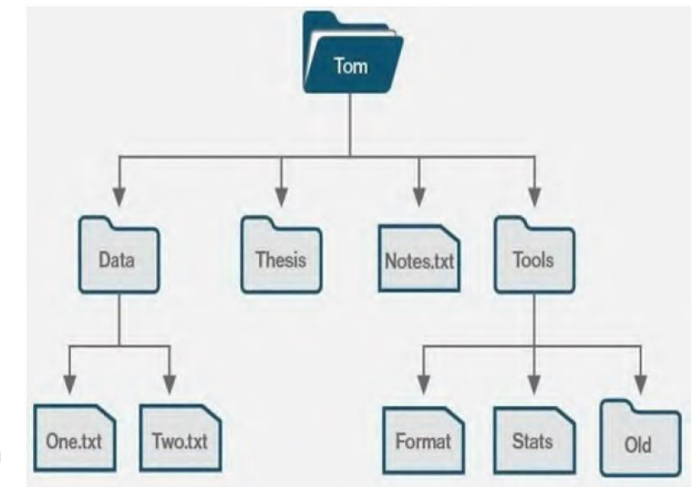 Tom
Data
Thesis
Notes.txt
Tools
One.txt
Two.txt
Format
Stats
Old